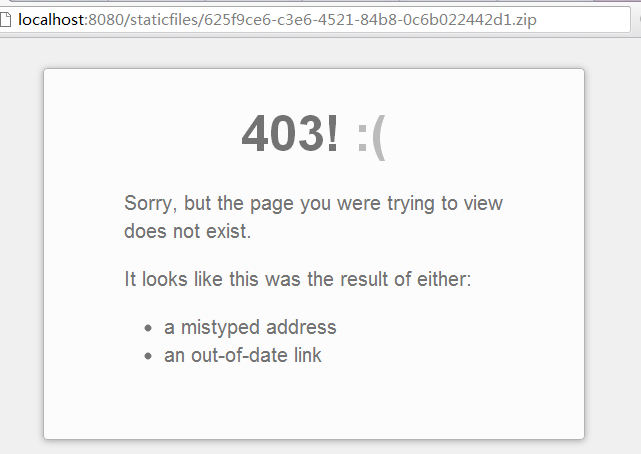 localhost:8080/staticfiles/625f9ce6-c3e6-4521-84b8-0c6b022442d1.zip
403! :(
Sorry, but the page you were trying to view
does not exist.
It looks like this was the result of either:
• a mistyped address
• an out-of-date link